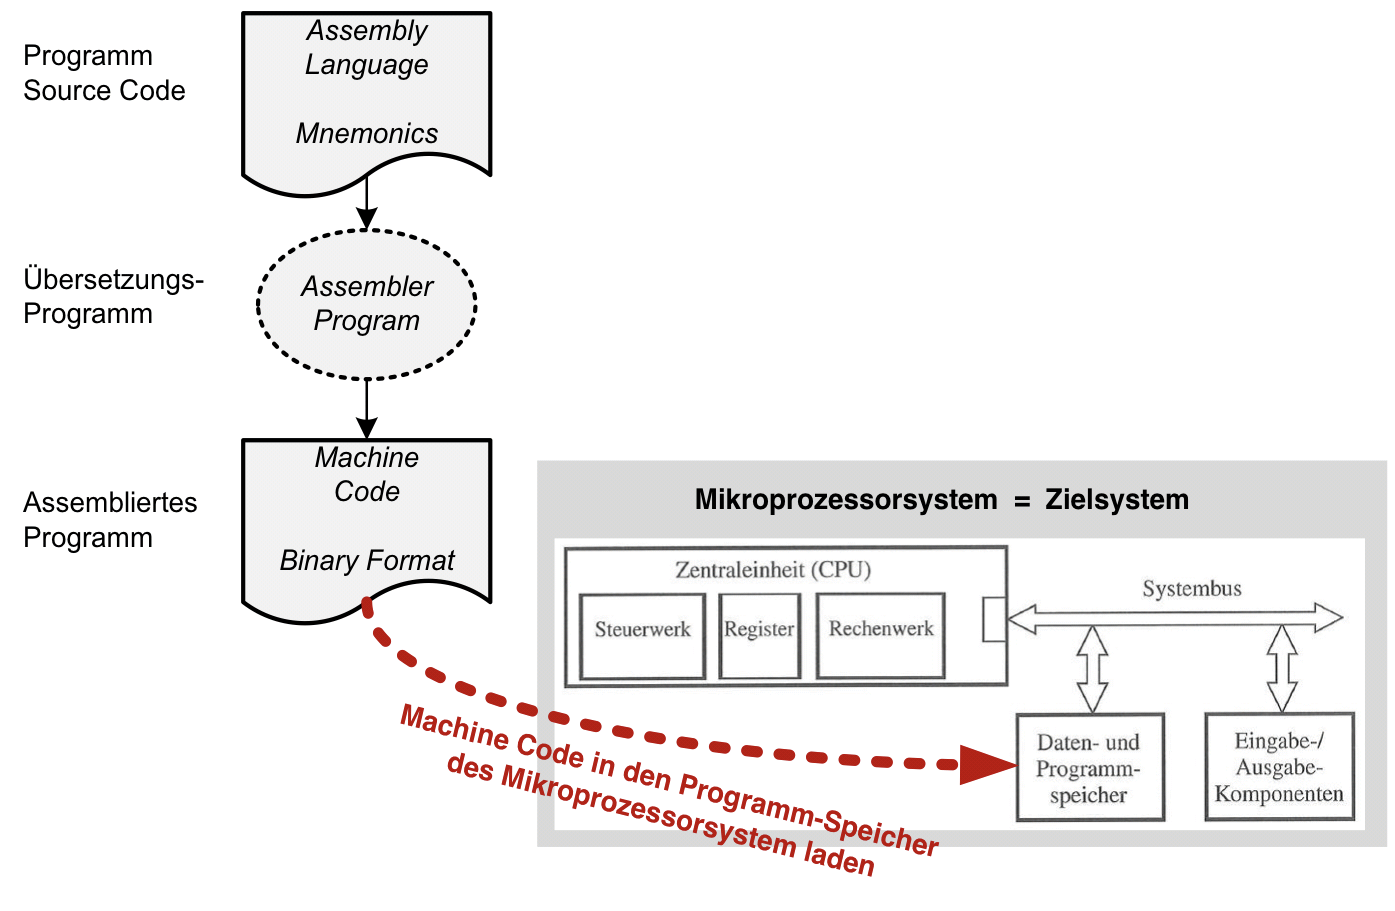 Programm
Source Code
Assembly
Language
Mnemonics
Übersetzungs-
Programm
Assembler
Program
Assembliertes
Programm
Machine
Code
Binary Format
Mikroprozessorsystem = Zielsystem
Zentraleinheit (CPU)
Steuerwerk
Register
Rechenwerk
Systembus
Daten- und
Programm-
speicher
Eingabe-/
Ausgabe-
Komponenten
Machine Code in den Programm-Speicher
des Mikroprozessorsystem laden